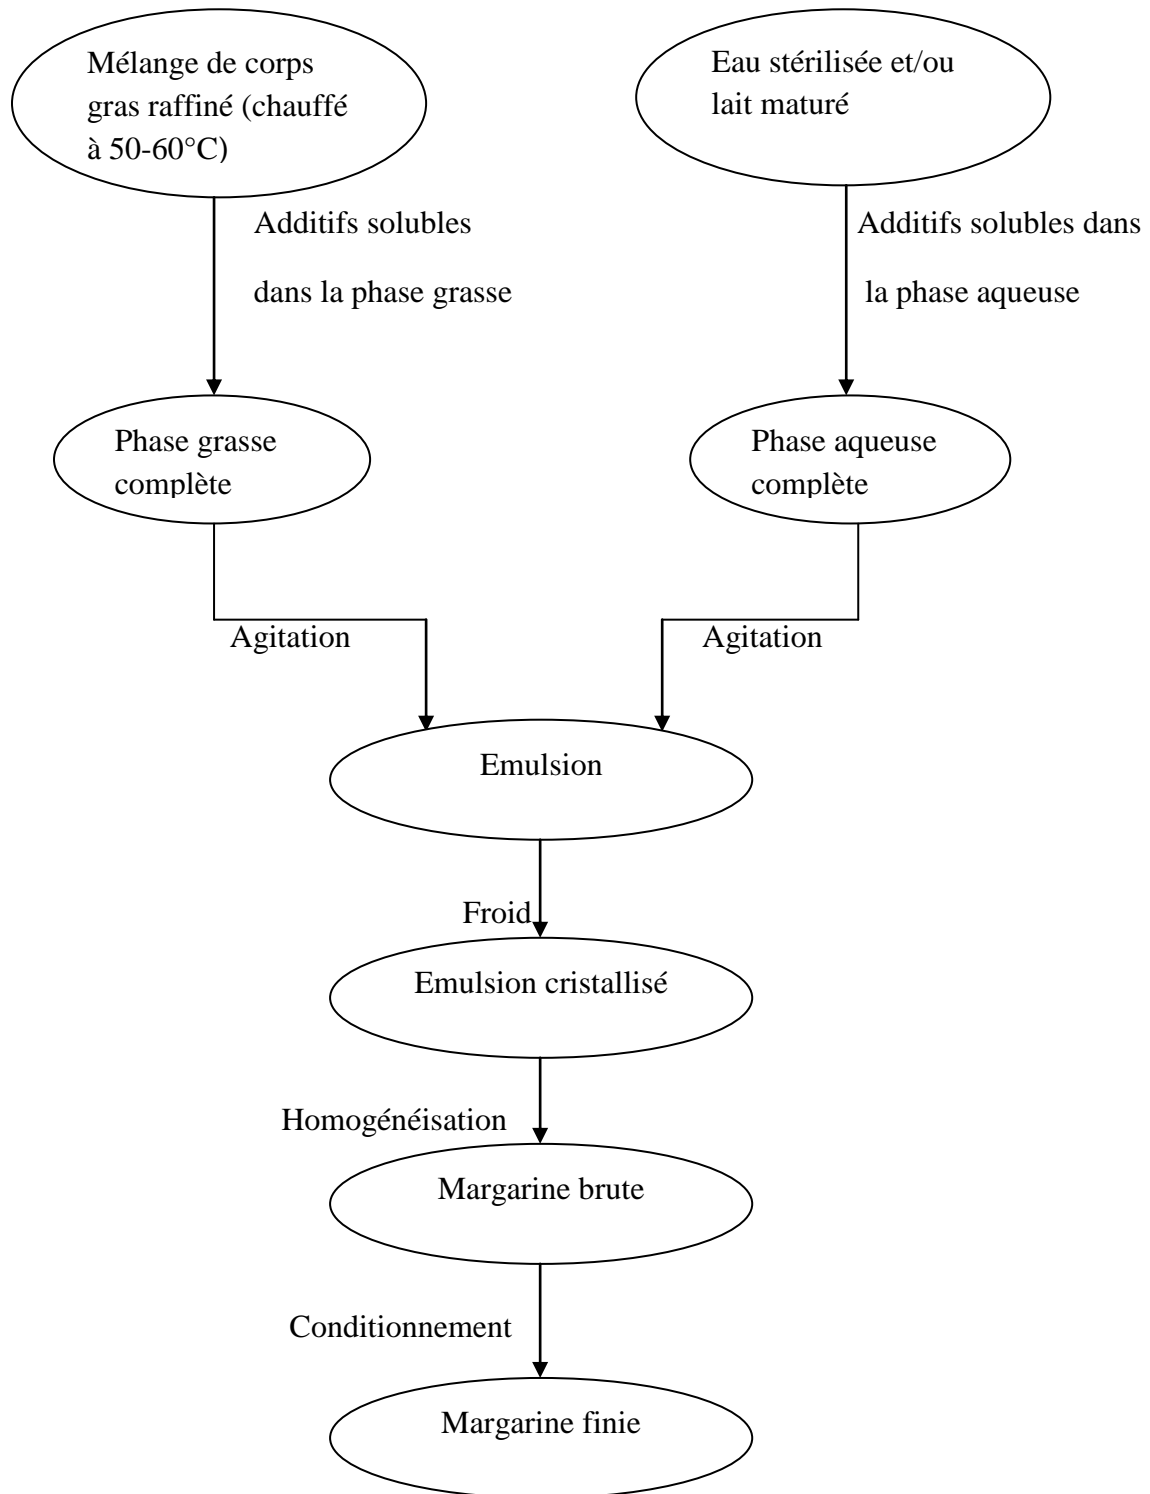 Mélange de corps
gras raffiné (chauffé
à 50-60°C)
Eau stérilisée et/ou
lait maturé
Additifs solubles
dans la phase grasse
Additifs solubles dans
la phase aqueuse
Phase grasse
complète
Phase aqueuse
complète
Agitation
Agitation
Emulsion
Froid
Emulsion cristallisé
Homogénéisation
Margarine brute
Conditionnement
Margarine finie